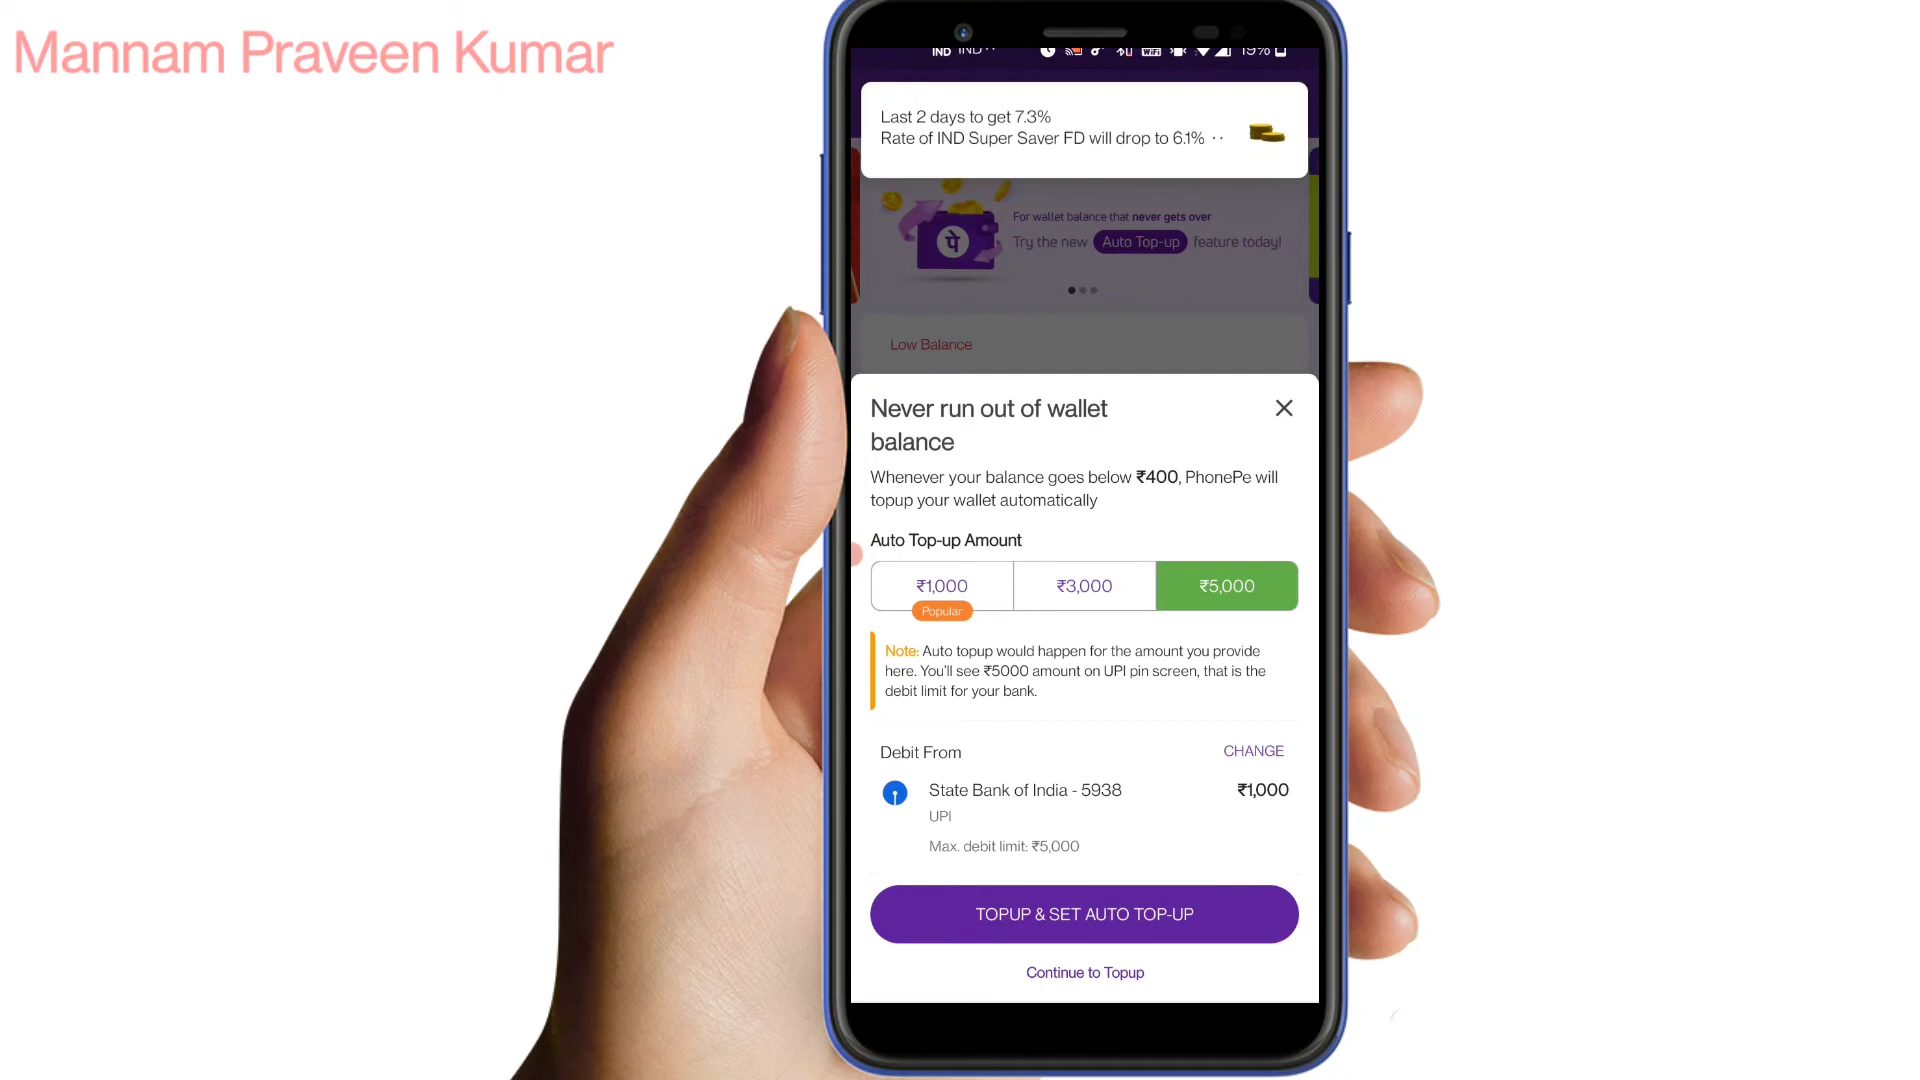 Mannam Praveen Kumar
IND IND ··
19%
Last 2 days to get 7.3%
Rate of IND Super Saver FD will drop to 6.1% ··
पे
For wallet balance that never gets over
Try the new Auto Top-up feature today!
Low Balance
Never run out of wallet
balance
Whenever your balance goes below ₹400, PhonePe will
topup your wallet automatically
Auto Top-up Amount
₹1,000 ₹3,000 ₹5,000
Popular
Note: Auto topup would happen for the amount you provide
here. You'll see ₹5000 amount on UPI pin screen, that is the
debit limit for your bank.
Debit From CHANGE
State Bank of India - 5938 ₹1,000
UPI
Max. debit limit: ₹5,000
TOPUP & SET AUTO TOP-UP
Continue to Topup